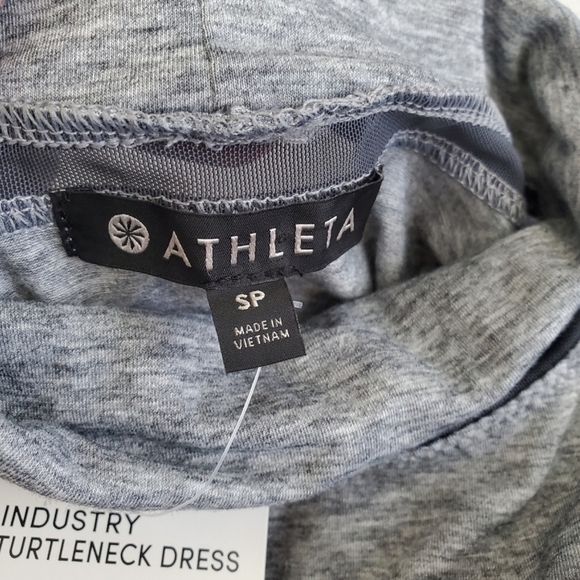 ATHLETA
SP
MADE IN
VIETNAM
INDUSTRY
TURTLENECK DRESS